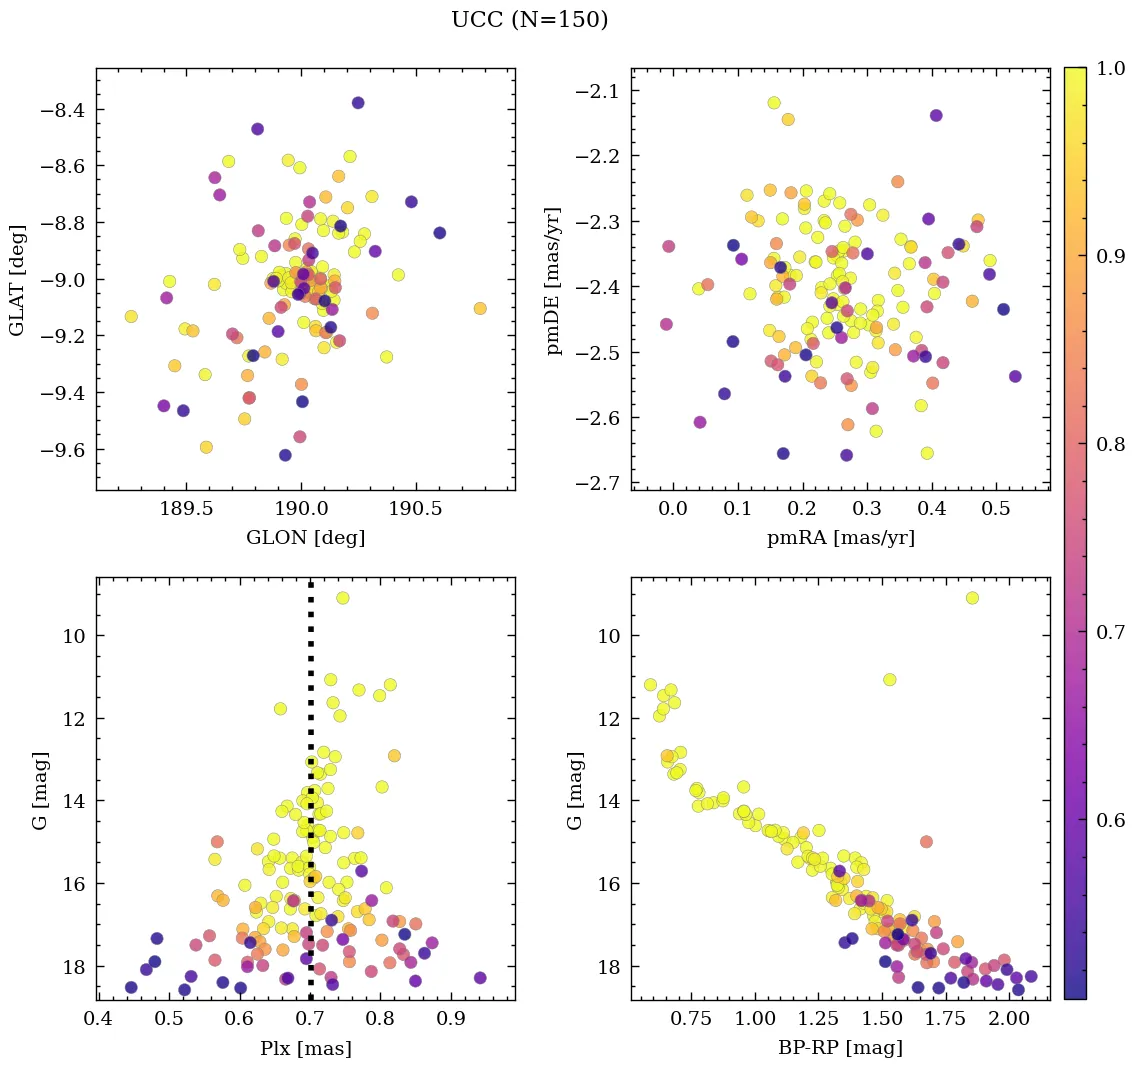 UCC (N=150)
−8.4
−8.6
−8.8
−9.0
−9.2
−9.4
−9.6
GLAT [deg]
189.5 190.0 190.5
GLON [deg]
−2.1
−2.2
−2.3
−2.4
−2.5
−2.6
−2.7
pmDE [mas/yr]
0.0 0.1 0.2 0.3 0.4 0.5
pmRA [mas/yr]
10
12
14
16
18
G [mag]
0.4 0.5 0.6 0.7 0.8 0.9
Plx [mas]
10
12
14
16
18
G [mag]
0.75 1.00 1.25 1.50 1.75 2.00
BP-RP [mag]
1.0
0.9
0.8
0.7
0.6